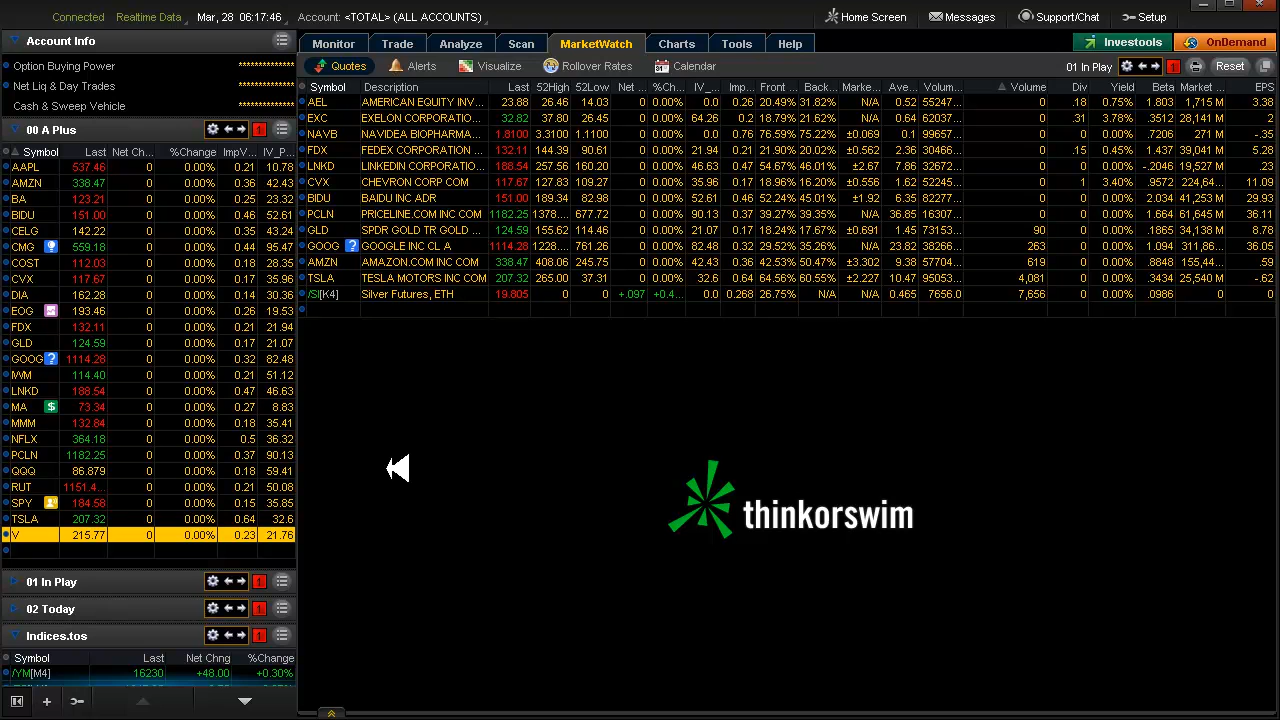 Connected Realtime Data Mar, 28 06:17:46 Account: <TOTAL> (ALL ACCOUNTS) Home Screen Messages Support/Chat Setup
Account Info
Option Buying Power **************
Net Liq & Day Trades **************
Cash & Sweep Vehicle **************
Monitor Trade Analyze Scan MarketWatch Charts Tools Help Investools OnDemand
Quotes Alerts Visualize Rollover Rates Calendar 01 In Play 1 Reset
00 A Plus 1
Symbol Last Net Ch... %Change ImpV... IV_P...
AAPL 537.46 0 0.00% 0.21 10.78
AMZN 338.47 0 0.00% 0.36 42.43
BA 123.21 0 0.00% 0.25 23.32
BIDU 151.00 0 0.00% 0.46 52.61
CELG 142.22 0 0.00% 0.35 43.24
CMG 559.18 0 0.00% 0.44 95.47
COST 112.03 0 0.00% 0.18 28.35
CVX 117.67 0 0.00% 0.17 35.96
DIA 162.28 0 0.00% 0.14 30.36
EOG 193.46 0 0.00% 0.26 19.53
FDX 132.11 0 0.00% 0.21 21.94
GLD 124.59 0 0.00% 0.17 21.07
GOOG ? 1114.28 0 0.00% 0.32 82.48
IWM 114.40 0 0.00% 0.21 51.12
LNKD 188.54 0 0.00% 0.47 46.63
MA $ 73.34 0 0.00% 0.27 8.83
MMM 132.84 0 0.00% 0.18 35.41
NFLX 364.18 0 0.00% 0.5 36.32
PCLN 1182.25 0 0.00% 0.37 90.13
QQQ 86.879 0 0.00% 0.18 59.41
RUT 1151.4... 0 0.00% 0.21 50.08
SPY 184.58 0 0.00% 0.15 35.85
TSLA 207.32 0 0.00% 0.64 32.6
V 215.77 0 0.00% 0.23 21.76
01 In Play 1
02 Today 1
Indices.tos 1
Symbol Last Net Chng %Change
/YM[M4] 16230 +48.00 +0.30%
Symbol Description Last 52High 52Low Net ... %Ch... IV_... Imp... Front ... Back... Marke... Ave... Volum... Volume Div Yield Beta Market ... EPS
AEL AMERICAN EQUITY INV... 23.88 26.46 14.03 0 0.00% 0.0 0.26 20.49% 31.82% N/A 0.52 55247... 0 .18 0.75% 1.803 1,715 M 3.38
EXC EXELON CORPORATIO... 32.82 37.80 26.45 0 0.00% 64.26 0.2 18.79% 21.62% N/A 0.64 62037... 0 .31 3.78% .3512 28,141 M 2
NAVB NAVIDEA BIOPHARMA... 1.8100 3.3100 1.1100 0 0.00% 0.0 0.76 76.59% 75.22% ±0.069 0.1 99657... 0 0 0.00% .7206 271 M -.35
FDX FEDEX CORPORATION ... 132.11 144.39 90.61 0 0.00% 21.94 0.21 20.02% 20.02% ±0.562 2.36 30466... 0 .15 0.45% 1.437 39,041 M 5.28
LNKD LINKEDIN CORPORATIO... 188.54 257.56 160.20 0 0.00% 46.63 0.47 54.67% 46.01% ±2.67 7.86 32672... 0 0 0.00% -.2046 19,527 M .23
CVX CHEVRON CORP COM 117.67 127.83 109.27 0 0.00% 35.96 0.17 18.96% 16.20% ±0.556 1.62 52245... 0 1 3.40% .9572 224,64... 11.09
BIDU BAIDU INC ADR 151.00 189.34 82.98 0 0.00% 52.61 0.46 52.24% 45.01% ±1.92 6.35 82277... 0 0 0.00% 2.034 41,253 M 29.93
PCLN PRICELINE.COM INC COM 1182.25 1378.... 677.72 0 0.00% 90.13 0.37 39.27% 39.35% N/A 36.85 16307... 0 0 0.00% 1.664 61,645 M 36.11
GLD SPDR GOLD TR GOLD ... 124.59 155.62 114.46 0 0.00% 21.07 0.17 18.24% 17.67% ±0.691 1.45 73153... 90 0 0.00% .1865 34,138 M 8.78
GOOG ? GOOGLE INC CL A 1114.28 1228.... 761.26 0 0.00% 82.48 0.32 29.52% 35.26% N/A 23.82 38266... 263 0 0.00% 1.094 311,86... 36.05
AMZN AMAZON.COM INC COM 338.47 408.06 245.75 0 0.00% 42.43 0.36 42.53% 50.47% ±3.302 9.38 57704... 619 0 0.00% .8848 155,44... .59
TSLA TESLA MOTORS INC COM 207.32 265.00 37.31 0 0.00% 32.6 0.64 64.56% 60.55% ±2.227 10.47 95053... 4,081 0 0.00% .3434 25,540 M -.62
/SI[K4] Silver Futures, ETH 19.805 0 0 +.097 +0.4... 0.0 0.268 26.75% N/A N/A 0.465 7656.0 7,656 0 0.00% .0986 0 0
thinkorswim